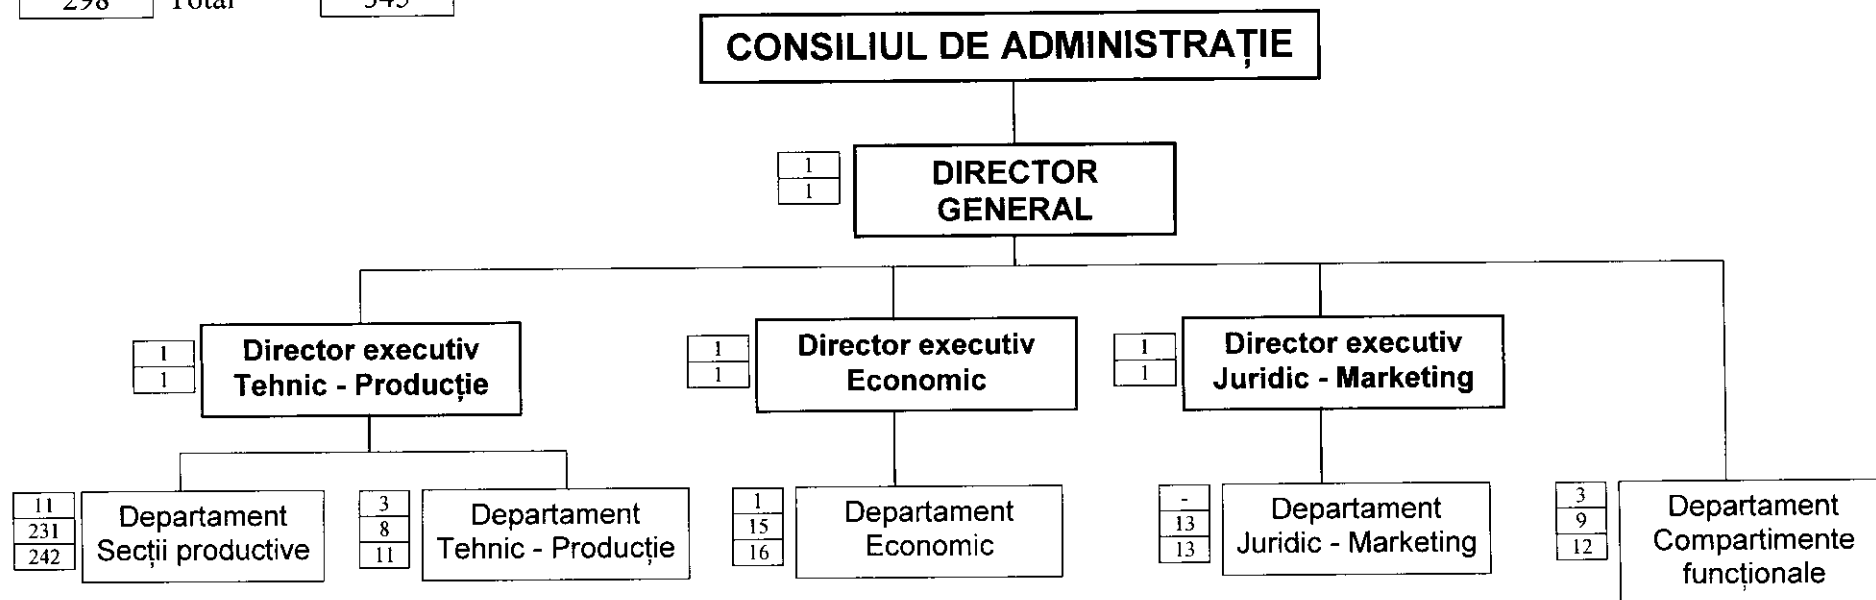 298 Total 345
CONSILIUL DE ADMINISTRAȚIE
1
1
DIRECTOR
GENERAL
1
1
Director executiv
Tehnic - Producție
1
1
Director executiv
Economic
1
1
Director executiv
Juridic - Marketing
11
231
242
Departament
Secții productive
3
8
11
Departament
Tehnic - Producție
1
15
16
Departament
Economic
-
13
13
Departament
Juridic - Marketing
3
9
12
Departament
Compartimente
funcționale